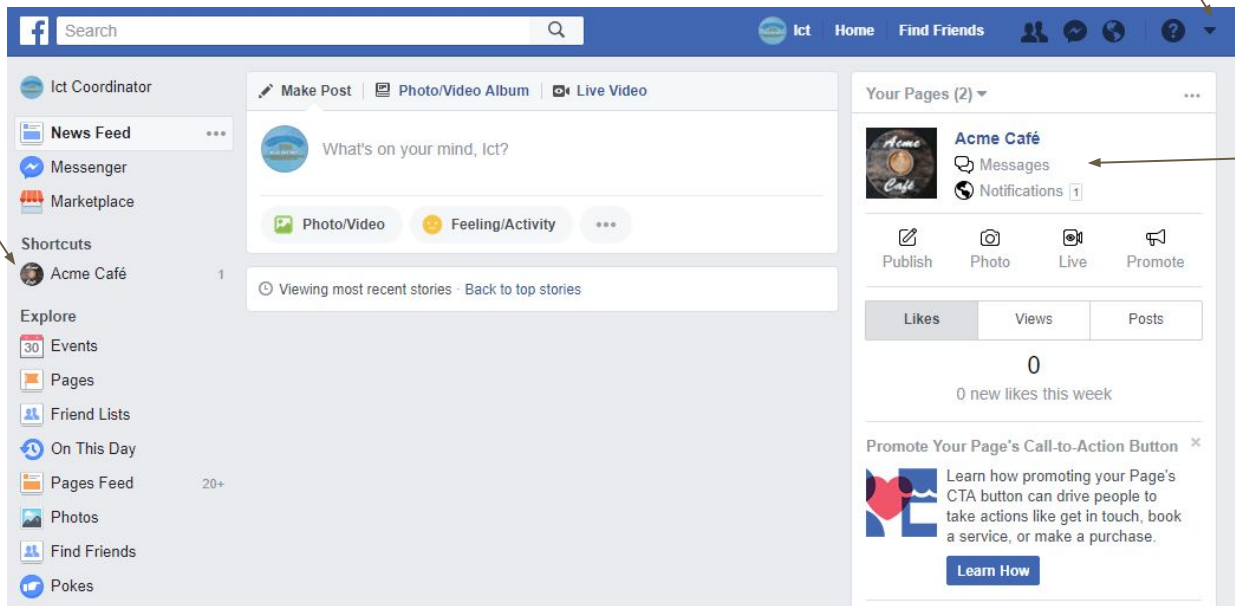 f
Search
Ict
Home
Find Friends
?
Ict Coordinator
News Feed
Messenger
Marketplace
Shortcuts
Acme Café 1
Explore
30 Events
Pages
Friend Lists
On This Day
Pages Feed 20+
Photos
Find Friends
Pokes
Make Post
Photo/Video Album
Live Video
What's on your mind, Ict?
Photo/Video
Feeling/Activity
Viewing most recent stories · Back to top stories
Your Pages (2)
Acme
Café
Acme Café
Messages
Notifications 1
Publish
Photo
Live
Promote
Likes
Views
Posts
0
0 new likes this week
Promote Your Page's Call-to-Action Button
Learn how promoting your Page's
CTA button can drive people to
take actions like get in touch, book
a service, or make a purchase.
Learn How